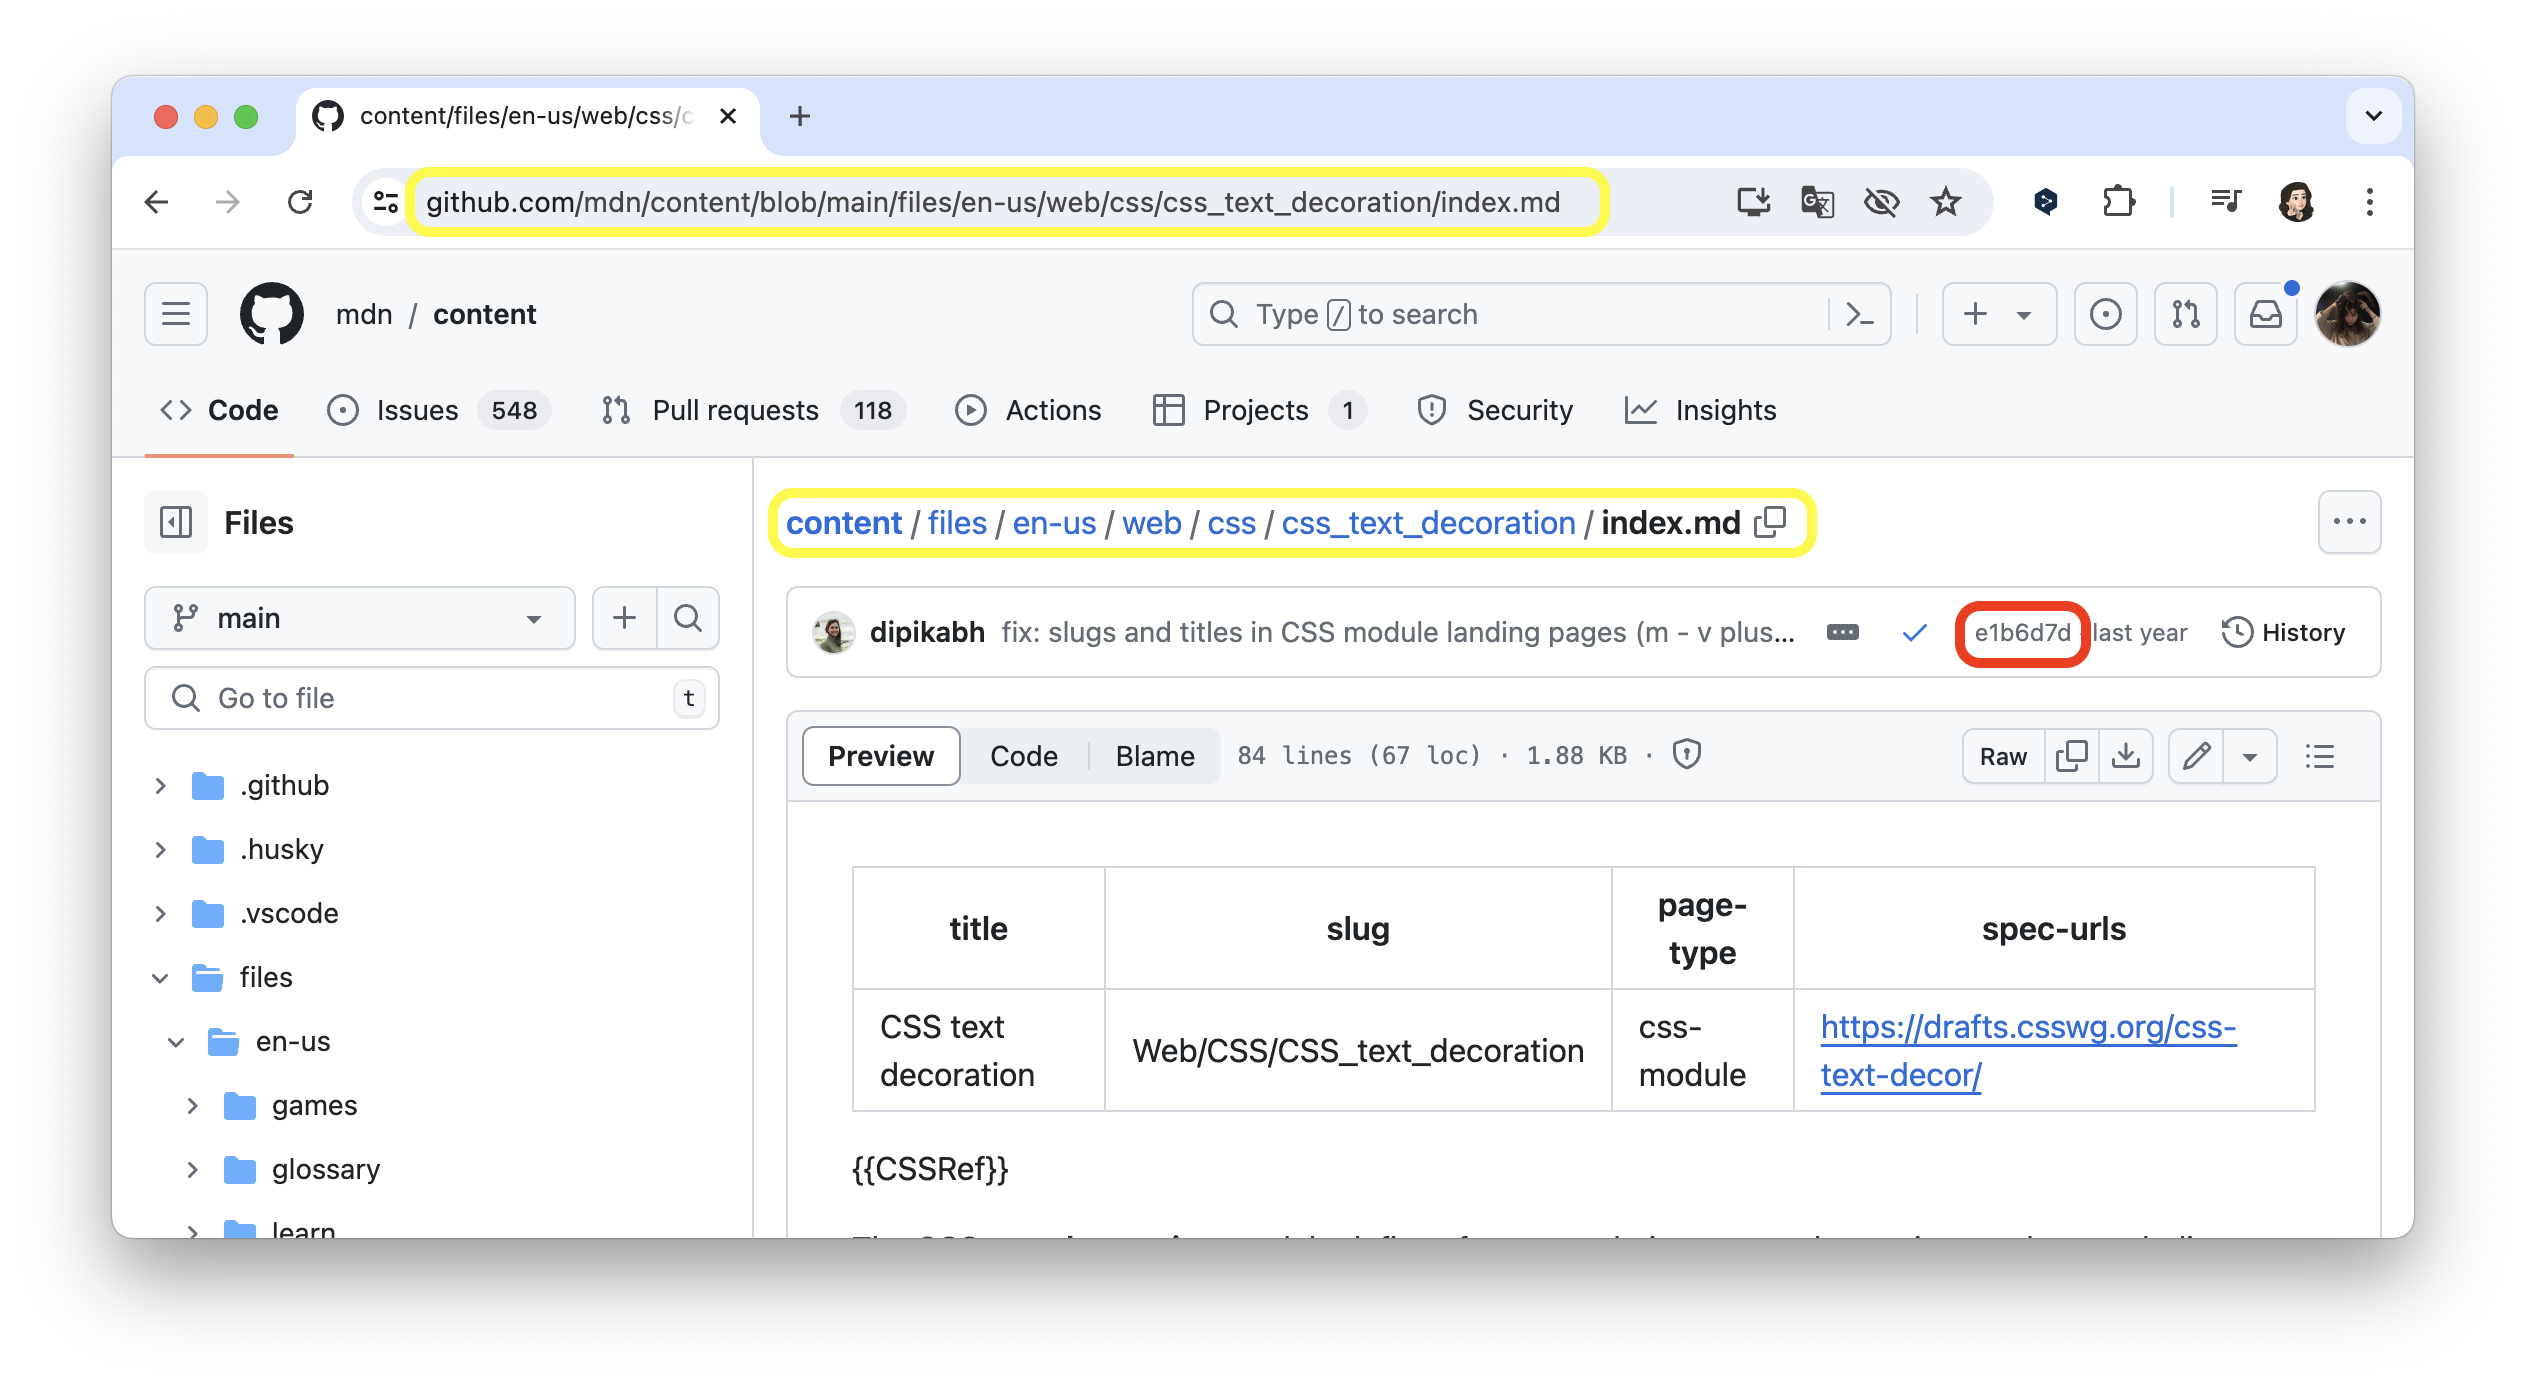 content/files/en-us/web/css/c
github.com/mdn/content/blob/main/files/en-us/web/css/css_text_decoration/index.md
mdn / content
Type / to search
Code
Issues 548
Pull requests 118
Actions
Projects 1
Security
Insights
Files
main
Go to file
t
.github
.husky
.vscode
files
en-us
games
glossary
learn
content / files / en-us / web / css / css_text_decoration / index.md
dipikabh fix: slugs and titles in CSS module landing pages (m - v plus... e1b6d7d · last year History
Preview Code Blame 84 lines (67 loc) · 1.88 KB · Raw
title slug page-type spec-urls
CSS text decoration
Web/CSS/CSS_text_decoration
css-module
https://drafts.csswg.org/css-text-decor/
{{CSSRef}}